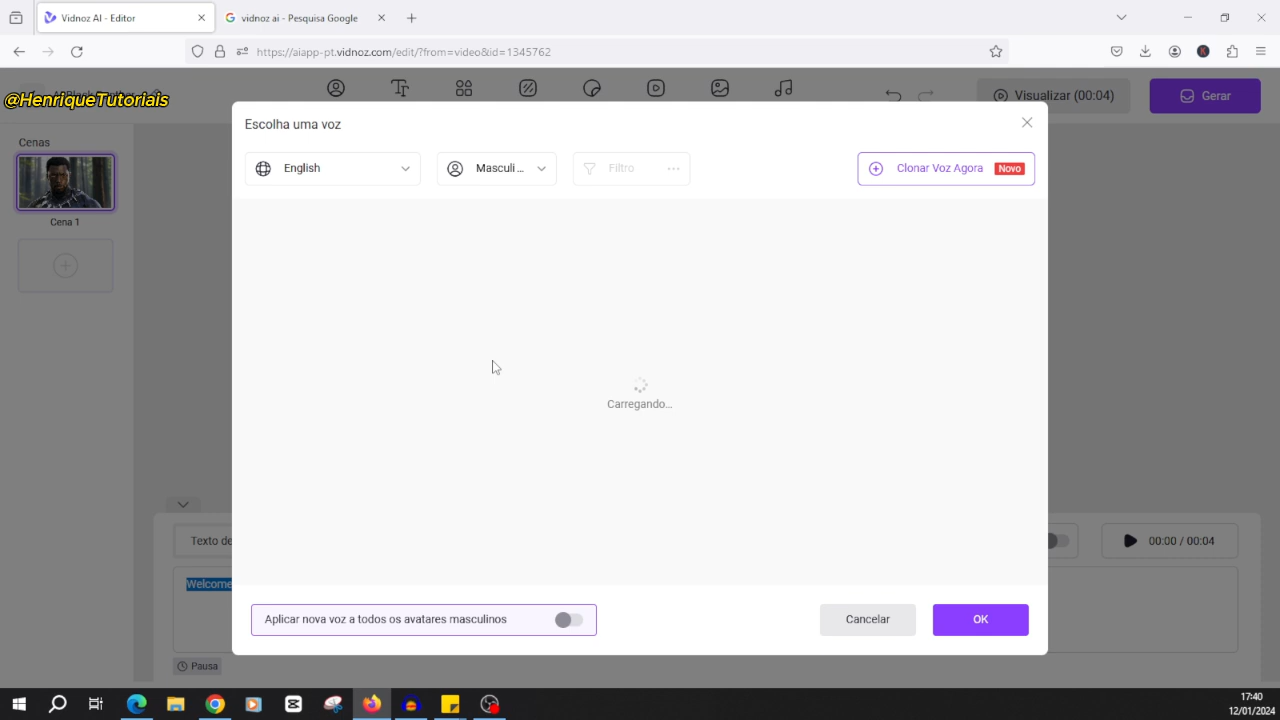 Vidnoz AI - Editor
vidnoz ai - Pesquisa Google
https://aiapp-pt.vidnoz.com/edit/?from=video&id=1345762
@HenriqueTutoriais
Visualizar (00:04)
Gerar
Cenas
Cena 1
Escolha uma voz
English
Masculi ...
Filtro
Clonar Voz Agora
Novo
Carregando...
Texto de
00:00 / 00:04
Welcome
Pausa
Aplicar nova voz a todos os avatares masculinos
Cancelar
OK
17:40
12/01/2024